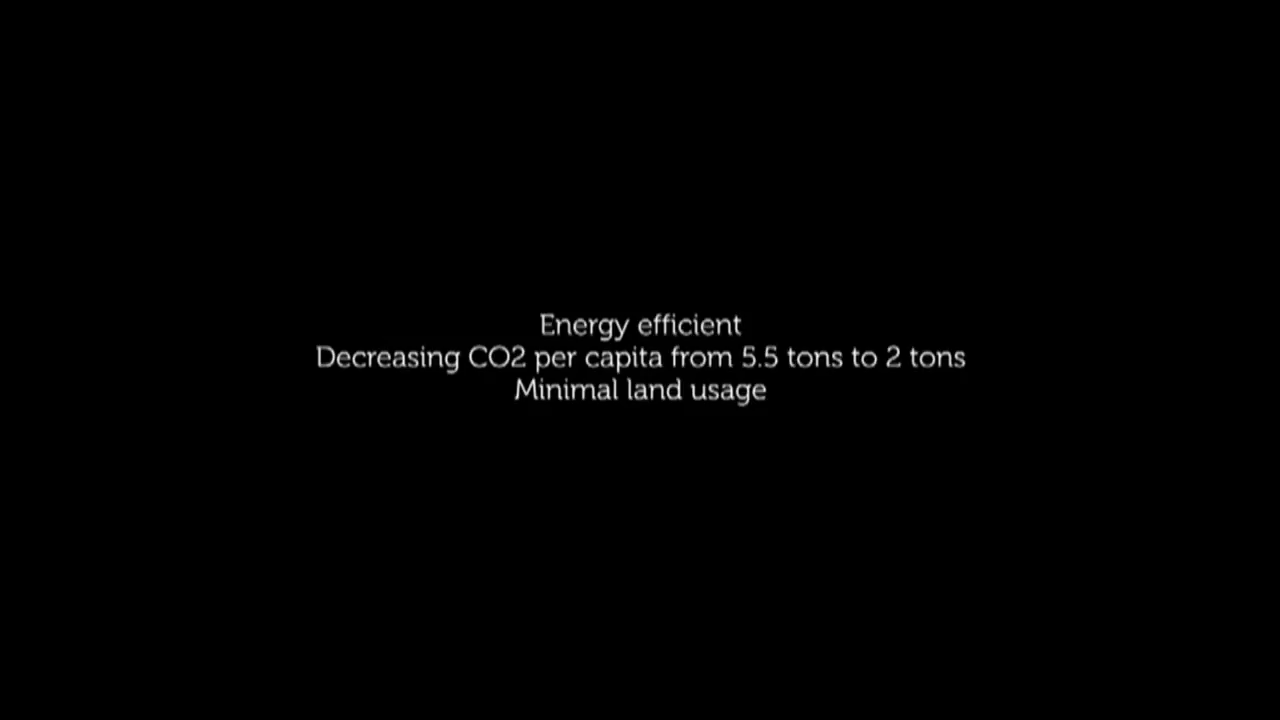 Energy efficient
Decreasing CO2 per capita from 5.5 tons to 2 tons
Minimal land usage